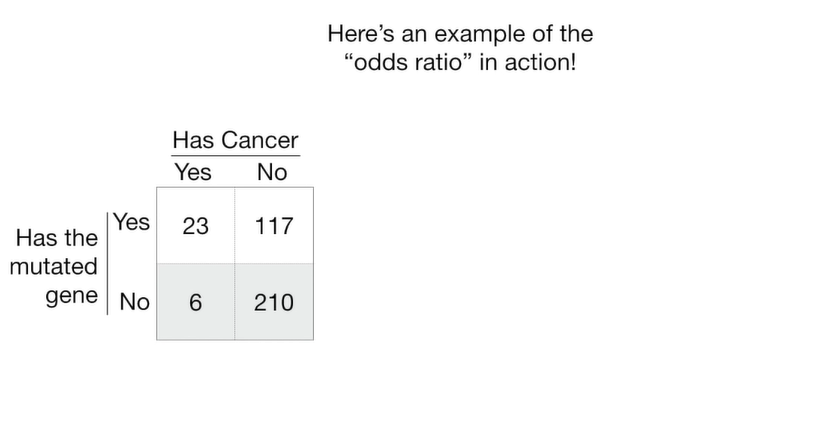 Here’s an example of the
“odds ratio” in action!
Has Cancer
Yes No
Has the
mutated
gene
Yes 23 117
No 6 210